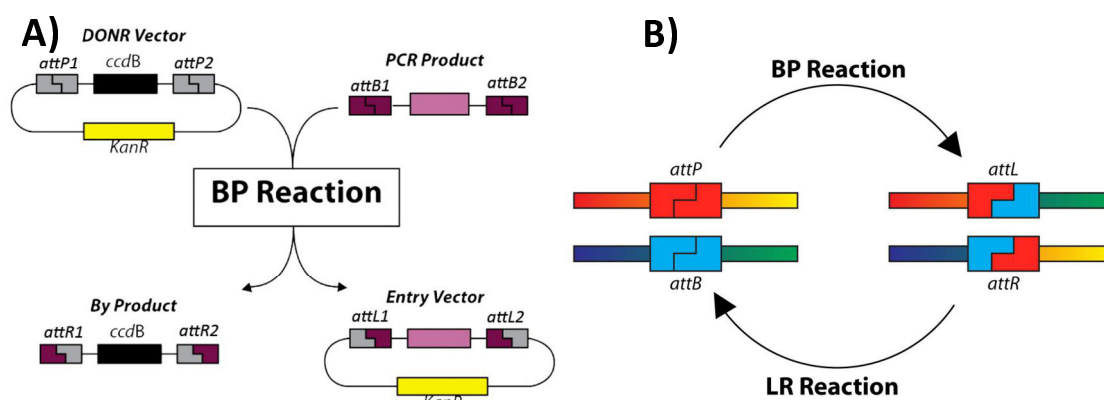 A)
DONR Vector
attP1
ccdB
attP2
KanR
PCR Product
attB1
attB2
BP Reaction
By Product
attR1
ccdB
attR2
Entry Vector
attL1
attL2
KanR
B)
BP Reaction
attP
attB
attL
attR
LR Reaction